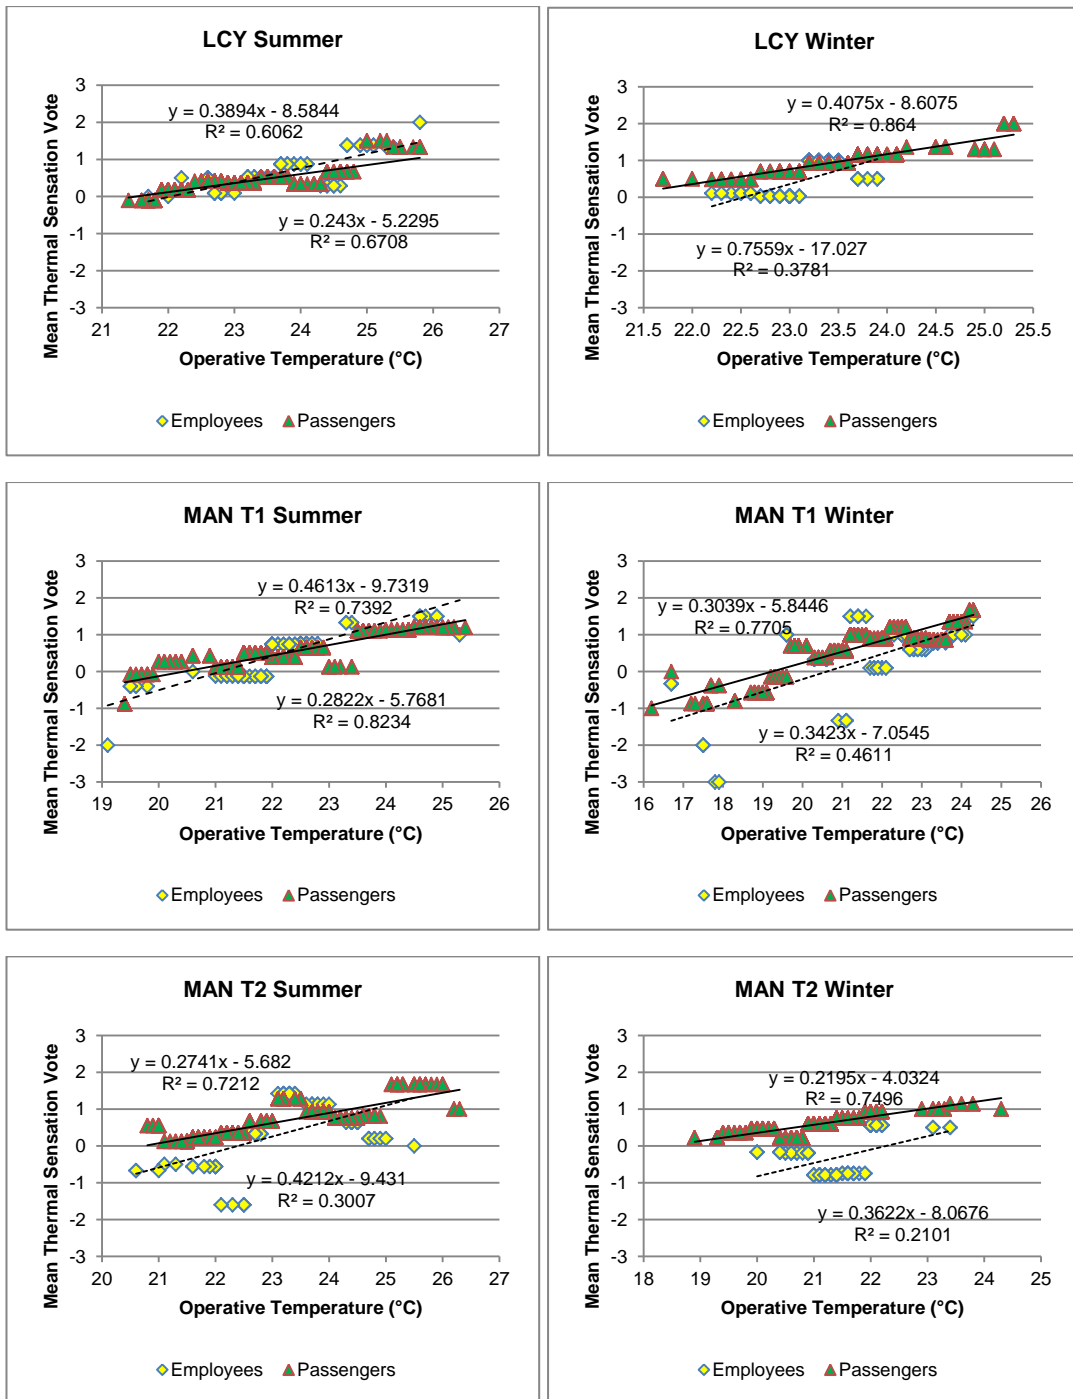 LCY Summer
Mean Thermal Sensation Vote
3
2
1
0
-1
-2
-3
y = 0.3894x - 8.5844
R² = 0.6062
y = 0.243x - 5.2295
R² = 0.6708
21 22 23 24 25 26 27
Operative Temperature (°C)
Employees Passengers
LCY Winter
Mean Thermal Sensation Vote
3
2
1
0
-1
-2
-3
y = 0.4075x - 8.6075
R² = 0.864
y = 0.7559x - 17.027
R² = 0.3781
21.5 22.0 22.5 23.0 23.5 24.0 24.5 25.0 25.5
Operative Temperature (°C)
Employees Passengers
MAN T1 Summer
Mean Thermal Sensation Vote
3
2
1
0
-1
-2
-3
y = 0.4613x - 9.7319
R² = 0.7392
y = 0.2822x - 5.7681
R² = 0.8234
19 20 21 22 23 24 25 26
Operative Temperature (°C)
Employees Passengers
MAN T1 Winter
Mean Thermal Sensation Vote
3
2
1
0
-1
-2
-3
y = 0.3039x - 5.8446
R² = 0.7705
y = 0.3423x - 7.0545
R² = 0.4611
16 17 18 19 20 21 22 23 24 25 26
Operative Temperature (°C)
Employees Passengers
MAN T2 Summer
Mean Thermal Sensation Vote
3
2
1
0
-1
-2
-3
y = 0.2741x - 5.682
R² = 0.7212
y = 0.4212x - 9.431
R² = 0.3007
20 21 22 23 24 25 26 27
Operative Temperature (°C)
Employees Passengers
MAN T2 Winter
Mean Thermal Sensation Vote
3
2
1
0
-1
-2
-3
y = 0.2195x - 4.0324
R² = 0.7496
y = 0.3622x - 8.0676
R² = 0.2101
18 19 20 21 22 23 24 25
Operative Temperature (°C)
Employees Passengers